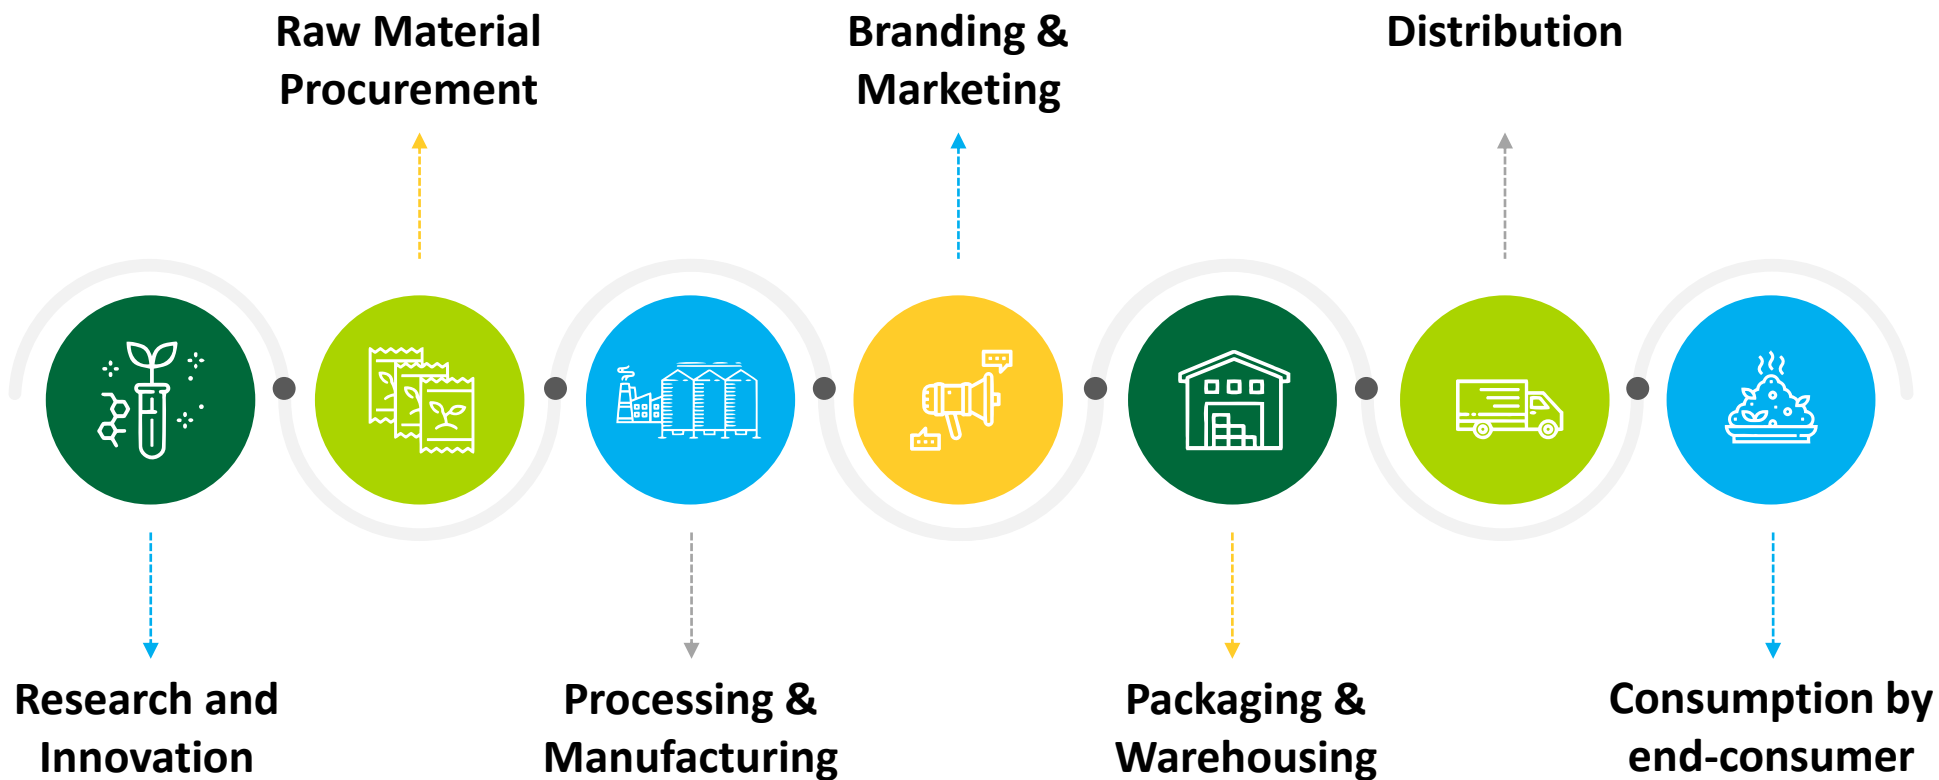 Raw Material
Procurement
Branding &
Marketing
Distribution
Research and
Innovation
Processing &
Manufacturing
Packaging &
Warehousing
Consumption by
end-consumer